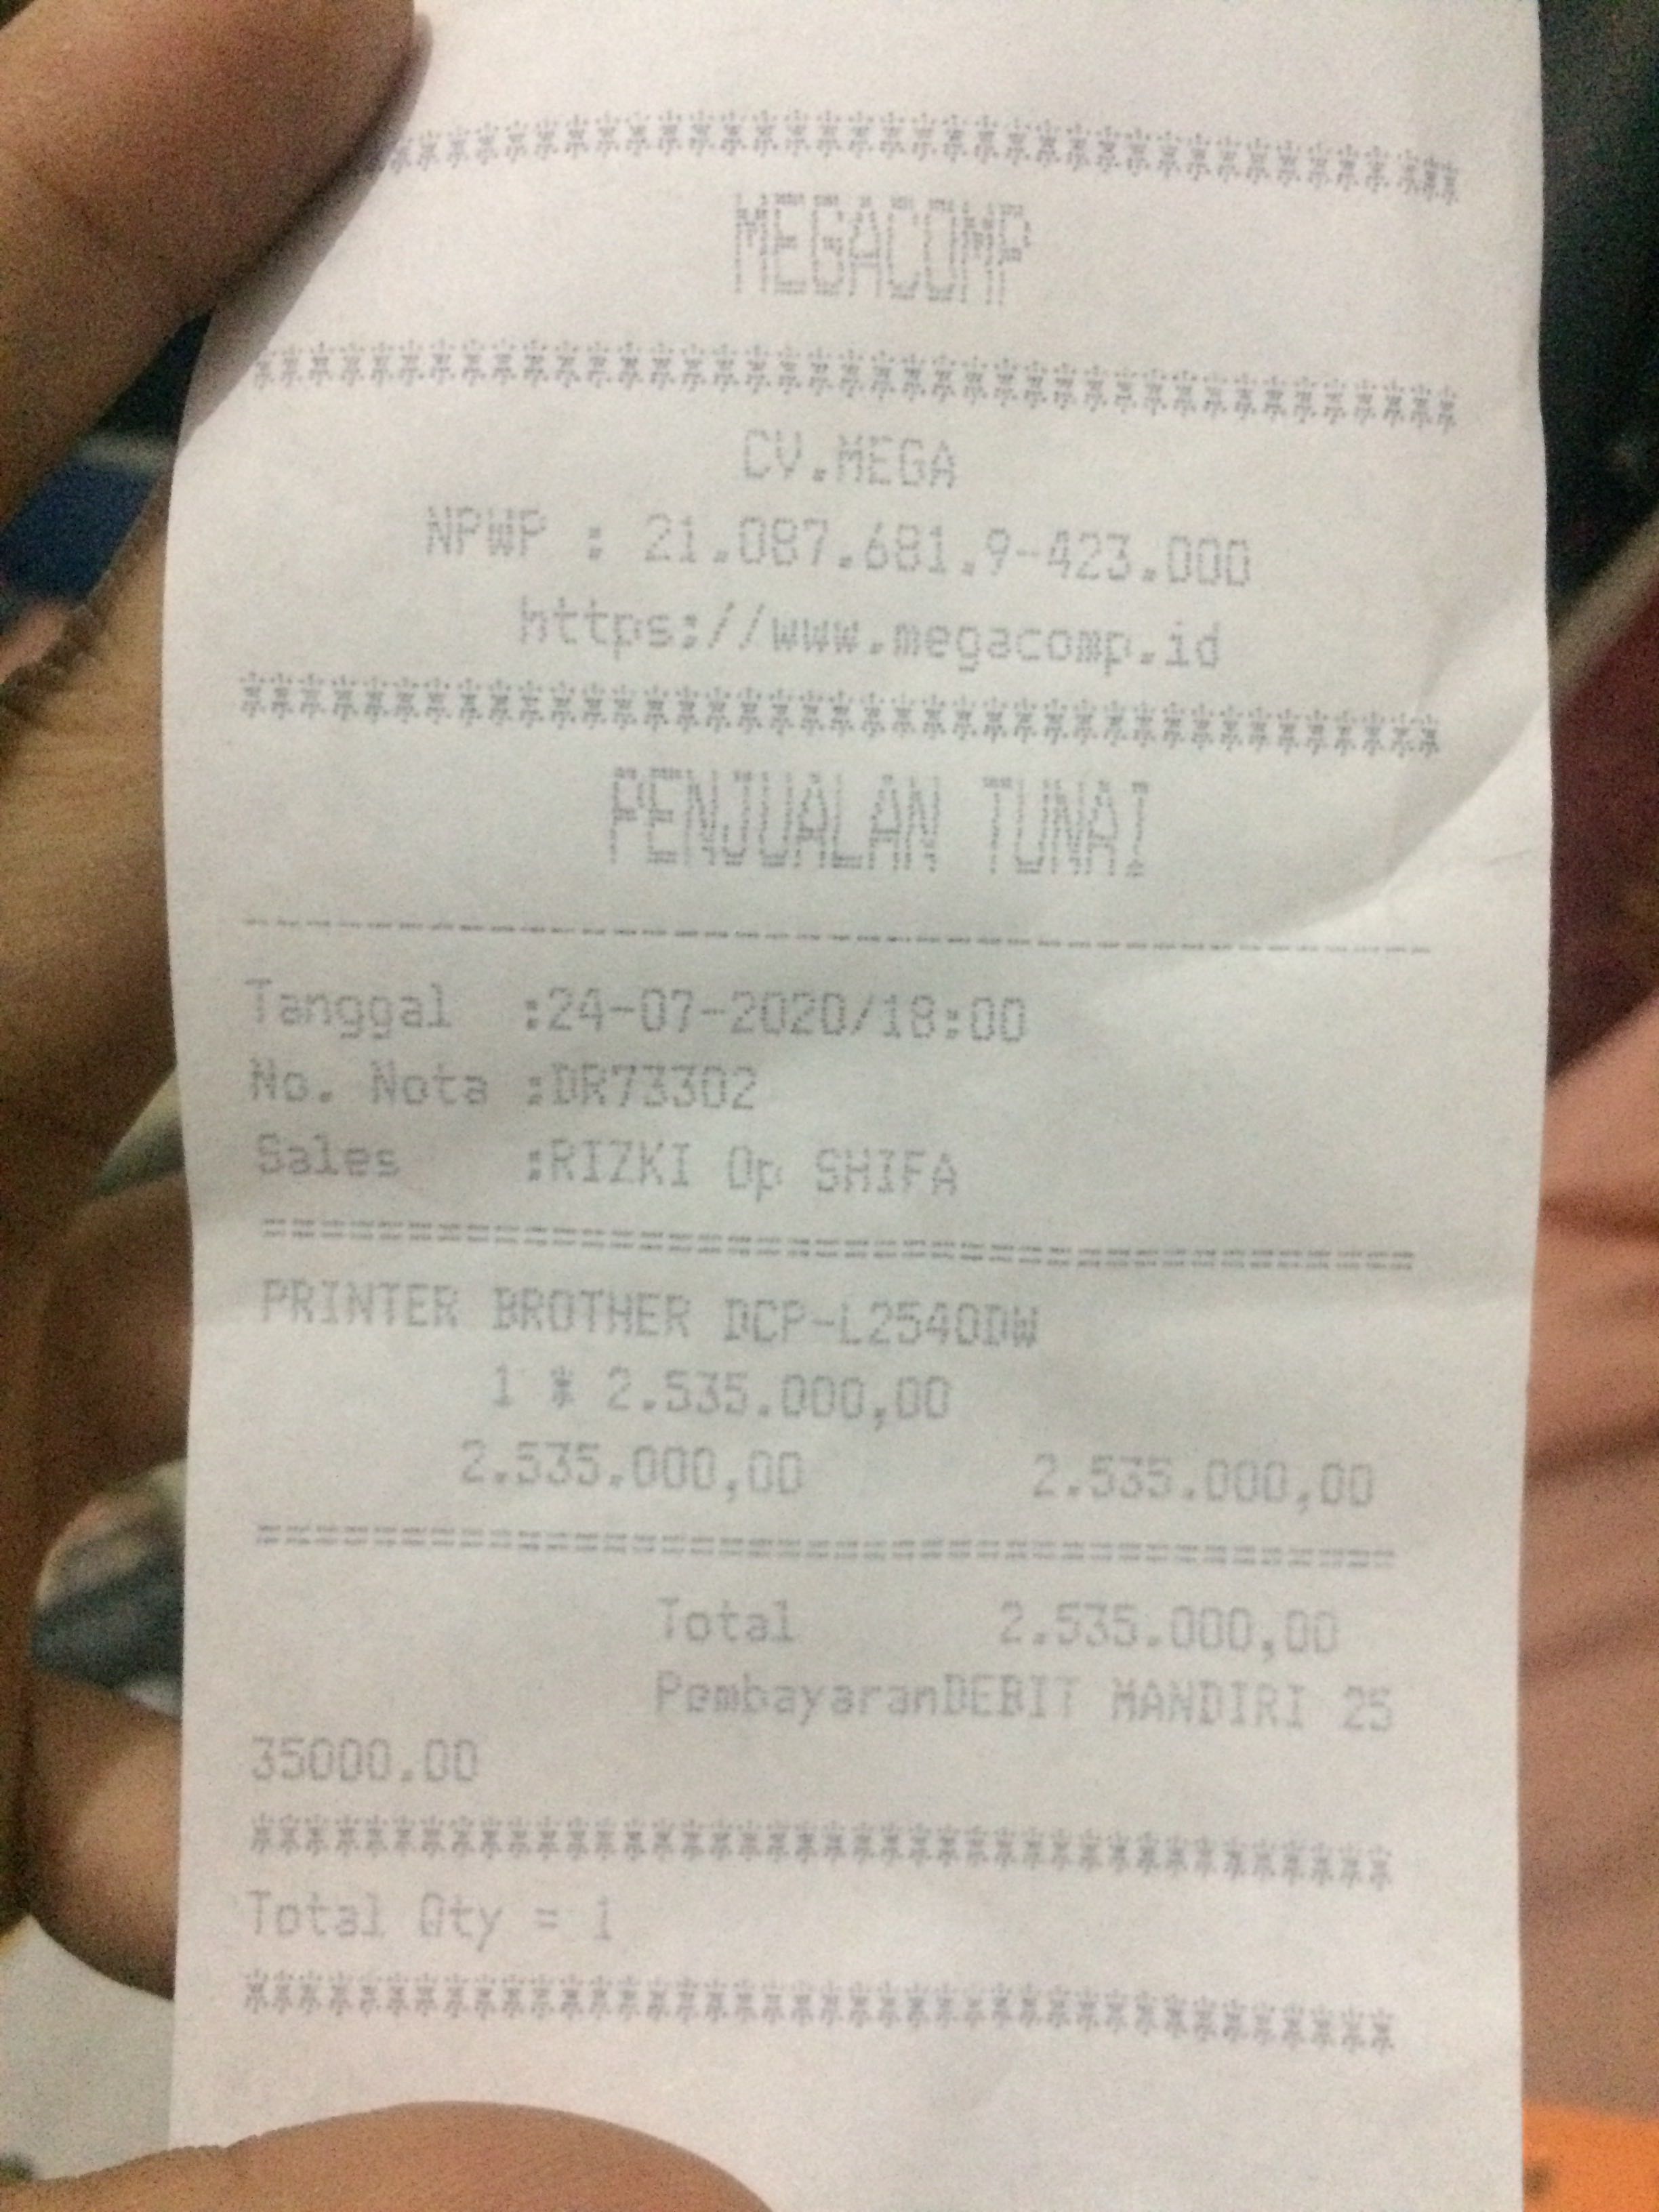 ************************************
MEGACOMP
****************************************
CV.MEGA
NPWP : 21.087.681.9-423.000
https://www.megacomp.id
****************************************
PENJUALAN TUNAI
----------------------------------------
Tanggal :24-07-2020/18:00
No. Nota :DR73302
Sales :RIZKI Op SHIFA
========================================
PRINTER BROTHER DCP-L2540DW
1 * 2.535.000,00
2.535.000,00 2.535.000,00
========================================
Total 2.535.000,00
PembayaranDEBIT MANDIRI 25
35000.00
****************************************
Total Qty = 1
****************************************